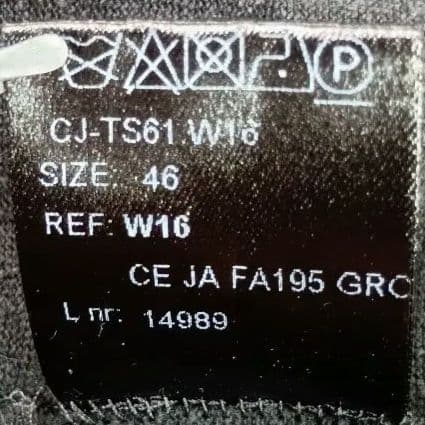 P
CJ-TS61 W16
SIZE: 46
REF: W16
CE JA FA195 GRC
L nr: 14989